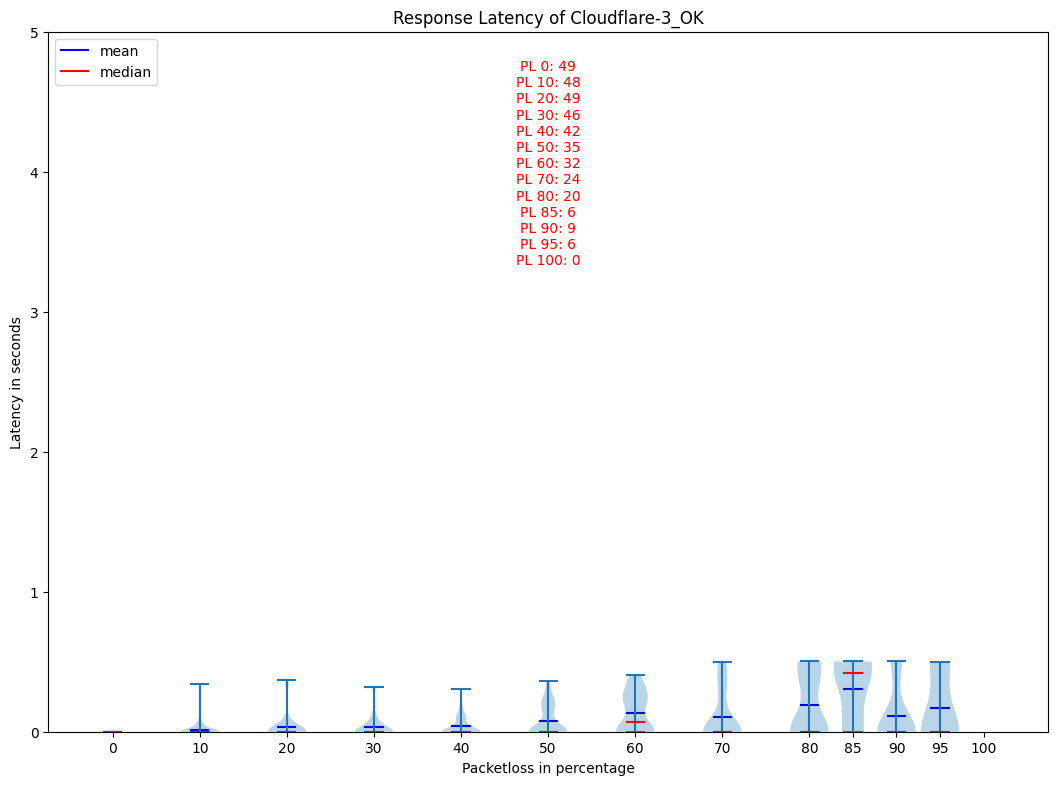 Response Latency of Cloudflare-3_OK
mean
median
PL 0: 49
PL 10: 48
PL 20: 49
PL 30: 46
PL 40: 42
PL 50: 35
PL 60: 32
PL 70: 24
PL 80: 20
PL 85: 6
PL 90: 9
PL 95: 6
PL 100: 0
Latency in seconds
5
4
3
2
1
0
0 10 20 30 40 50 60 70 80 85 90 95 100
Packetloss in percentage